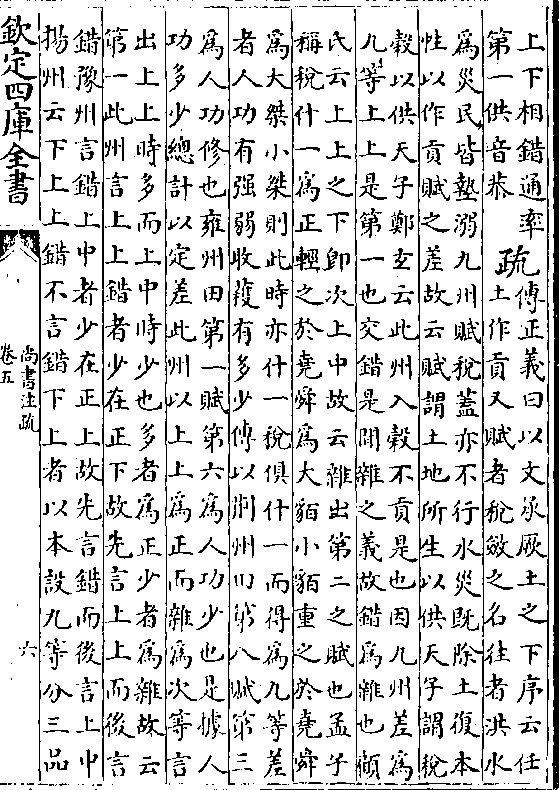 上下相錯通率
第一供音恭
疏
傳正義曰以文承厥土之下序云任
土作貢又賦者稅斂之名往者洪水
爲災民皆墊溺九州賦稅蓋亦不行水災既除土復本
性以作貢賦之差故云賦謂土地所生以供天子謂稅
穀以供天子鄭玄云此州入穀不貢是也因九州差爲
九等上上是第一也交錯是間雜之義故錯爲雜也顧
氏云上上之下即次上中故云雜出第二之賦也孟子
稱稅什一爲正輕之於堯舜爲大貊小貊重之於堯舜
爲大桀小桀則此時亦什一稅俱什一而得爲九等差
者人功有强弱收穫有多少傳以荆州田第八賦第三
爲人功修也雍州田第一賦第六爲人功少也是據人
功多少總計以定差此州以上上爲正而雜爲次等言
出上上時多而上中時少也多者爲正少者爲雜故云
第一此州言上上錯者少在正下故先言上上而後言
錯豫州言錯上中者少在正上故先言錯而後言上中
揚州云下上上錯不言錯下上者以本設九等分三品
欽定四庫全書
尚書注疏
卷五
六